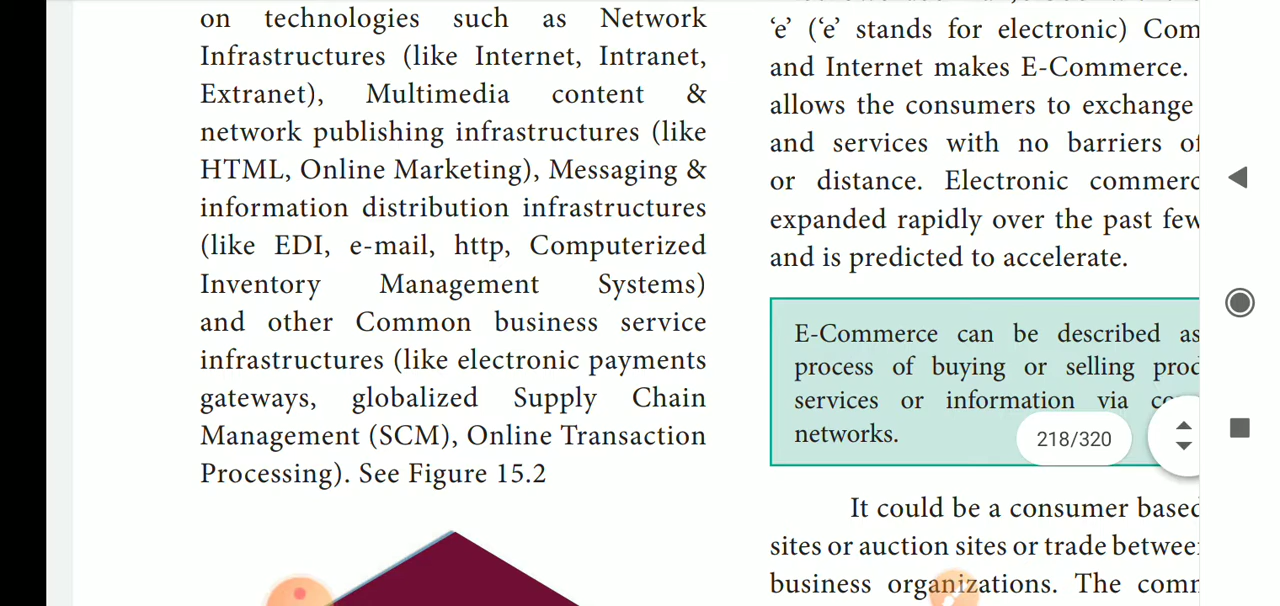 on technologies such as Network
Infrastructures (like Internet, Intranet,
Extranet), Multimedia content &
network publishing infrastructures (like
HTML, Online Marketing), Messaging &
information distribution infrastructures
(like EDI, e-mail, http, Computerized
Inventory Management Systems)
and other Common business service
infrastructures (like electronic payments
gateways, globalized Supply Chain
Management (SCM), Online Transaction
Processing). See Figure 15.2
‘e’ (‘e’ stands for electronic) Com
and Internet makes E-Commerce.
allows the consumers to exchange
and services with no barriers of
or distance. Electronic commerc
expanded rapidly over the past few
and is predicted to accelerate.
E-Commerce can be described as
process of buying or selling prod
services or information via
networks.
218/320
It could be a consumer based
sites or auction sites or trade between
business organizations. The comm